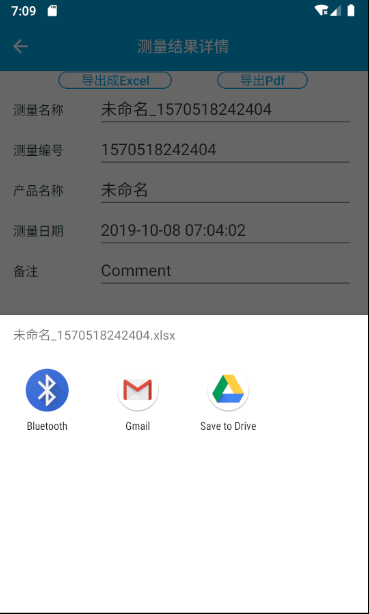 7:09
测量结果详情
导出成Excel 导出Pdf
测量名称 未命名_1570518242404
测量编号 1570518242404
产品名称 未命名
测量日期 2019-10-08 07:04:02
备注 Comment
未命名_1570518242404.xlsx
Bluetooth Gmail Save to Drive